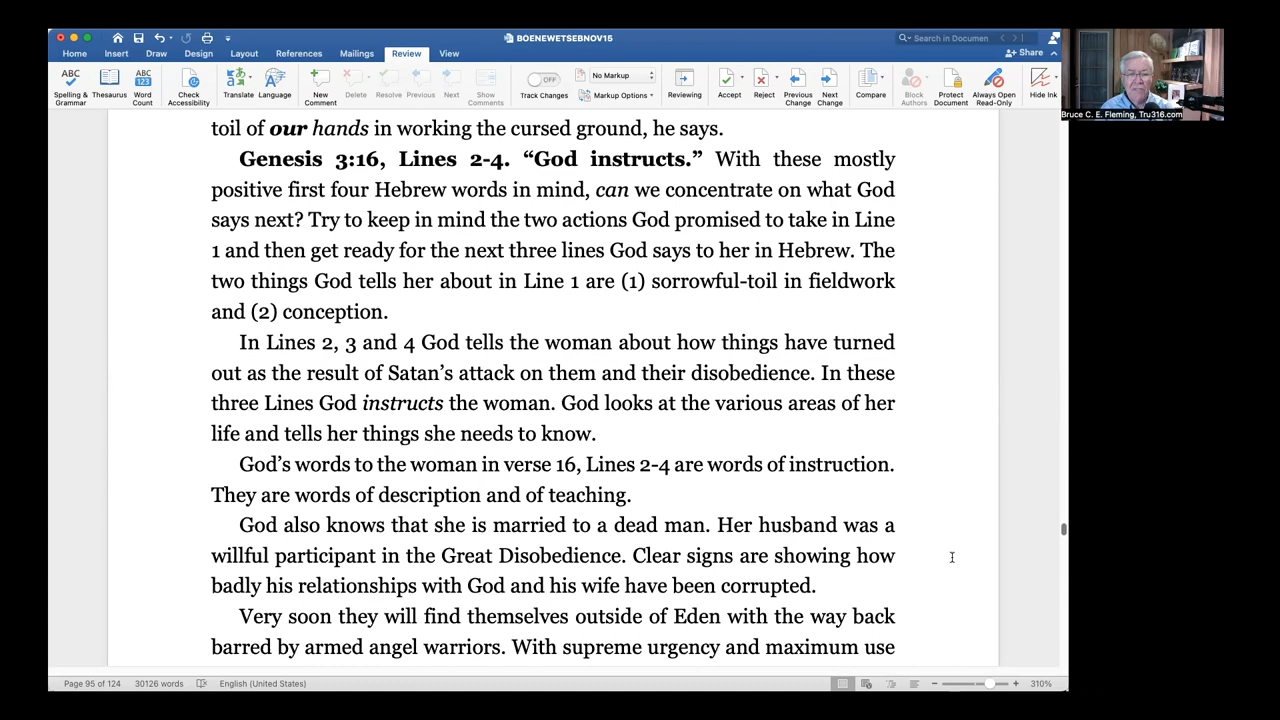 BOENEWETSEBNOV15
Search in Documen
Home Insert Draw Design Layout References Mailings Review View
Share
ABC Spelling & Grammar
Thesaurus
ABC 123 Word Count
Check Accessibility
Translate
Language
New Comment
Delete
Resolve
Previous
Next
Show Comments
OFF
Track Changes
No Markup
Markup Options
Reviewing
Accept
Reject
Previous Change
Next Change
Compare
Block Authors
Protect Document
Always Open Read-Only
Hide Ink
Bruce C. E. Fleming, Tru316.com
toil of our hands in working the cursed ground, he says.
Genesis 3:16, Lines 2-4. “God instructs.” With these mostly
positive first four Hebrew words in mind, can we concentrate on what God
says next? Try to keep in mind the two actions God promised to take in Line
1 and then get ready for the next three lines God says to her in Hebrew. The
two things God tells her about in Line 1 are (1) sorrowful-toil in fieldwork
and (2) conception.
In Lines 2, 3 and 4 God tells the woman about how things have turned
out as the result of Satan’s attack on them and their disobedience. In these
three Lines God instructs the woman. God looks at the various areas of her
life and tells her things she needs to know.
God’s words to the woman in verse 16, Lines 2-4 are words of instruction.
They are words of description and of teaching.
God also knows that she is married to a dead man. Her husband was a
willful participant in the Great Disobedience. Clear signs are showing how
badly his relationships with God and his wife have been corrupted.
Very soon they will find themselves outside of Eden with the way back
barred by armed angel warriors. With supreme urgency and maximum use
Page 95 of 124 30126 words English (United States) 310%